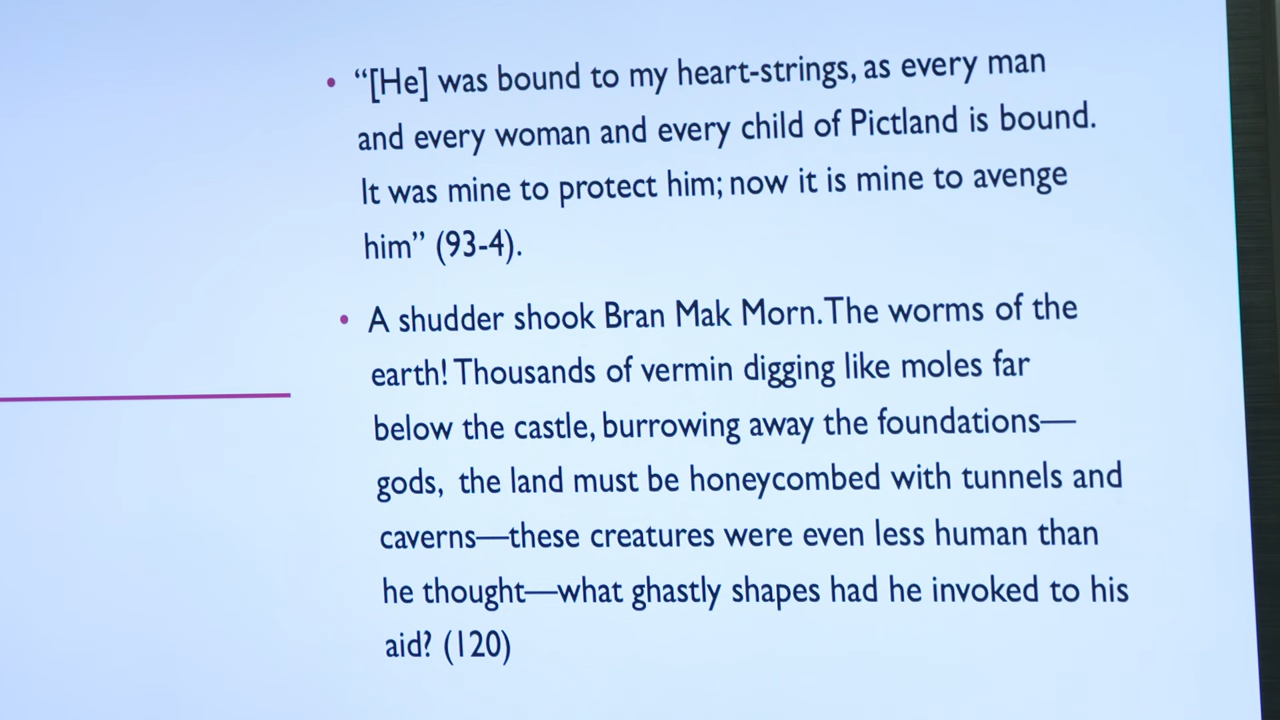 • “[He] was bound to my heart-strings, as every man
and every woman and every child of Pictland is bound.
It was mine to protect him; now it is mine to avenge
him” (93-4).
• A shudder shook Bran Mak Morn. The worms of the
earth! Thousands of vermin digging like moles far
below the castle, burrowing away the foundations—
gods, the land must be honeycombed with tunnels and
caverns—these creatures were even less human than
he thought—what ghastly shapes had he invoked to his
aid? (120)